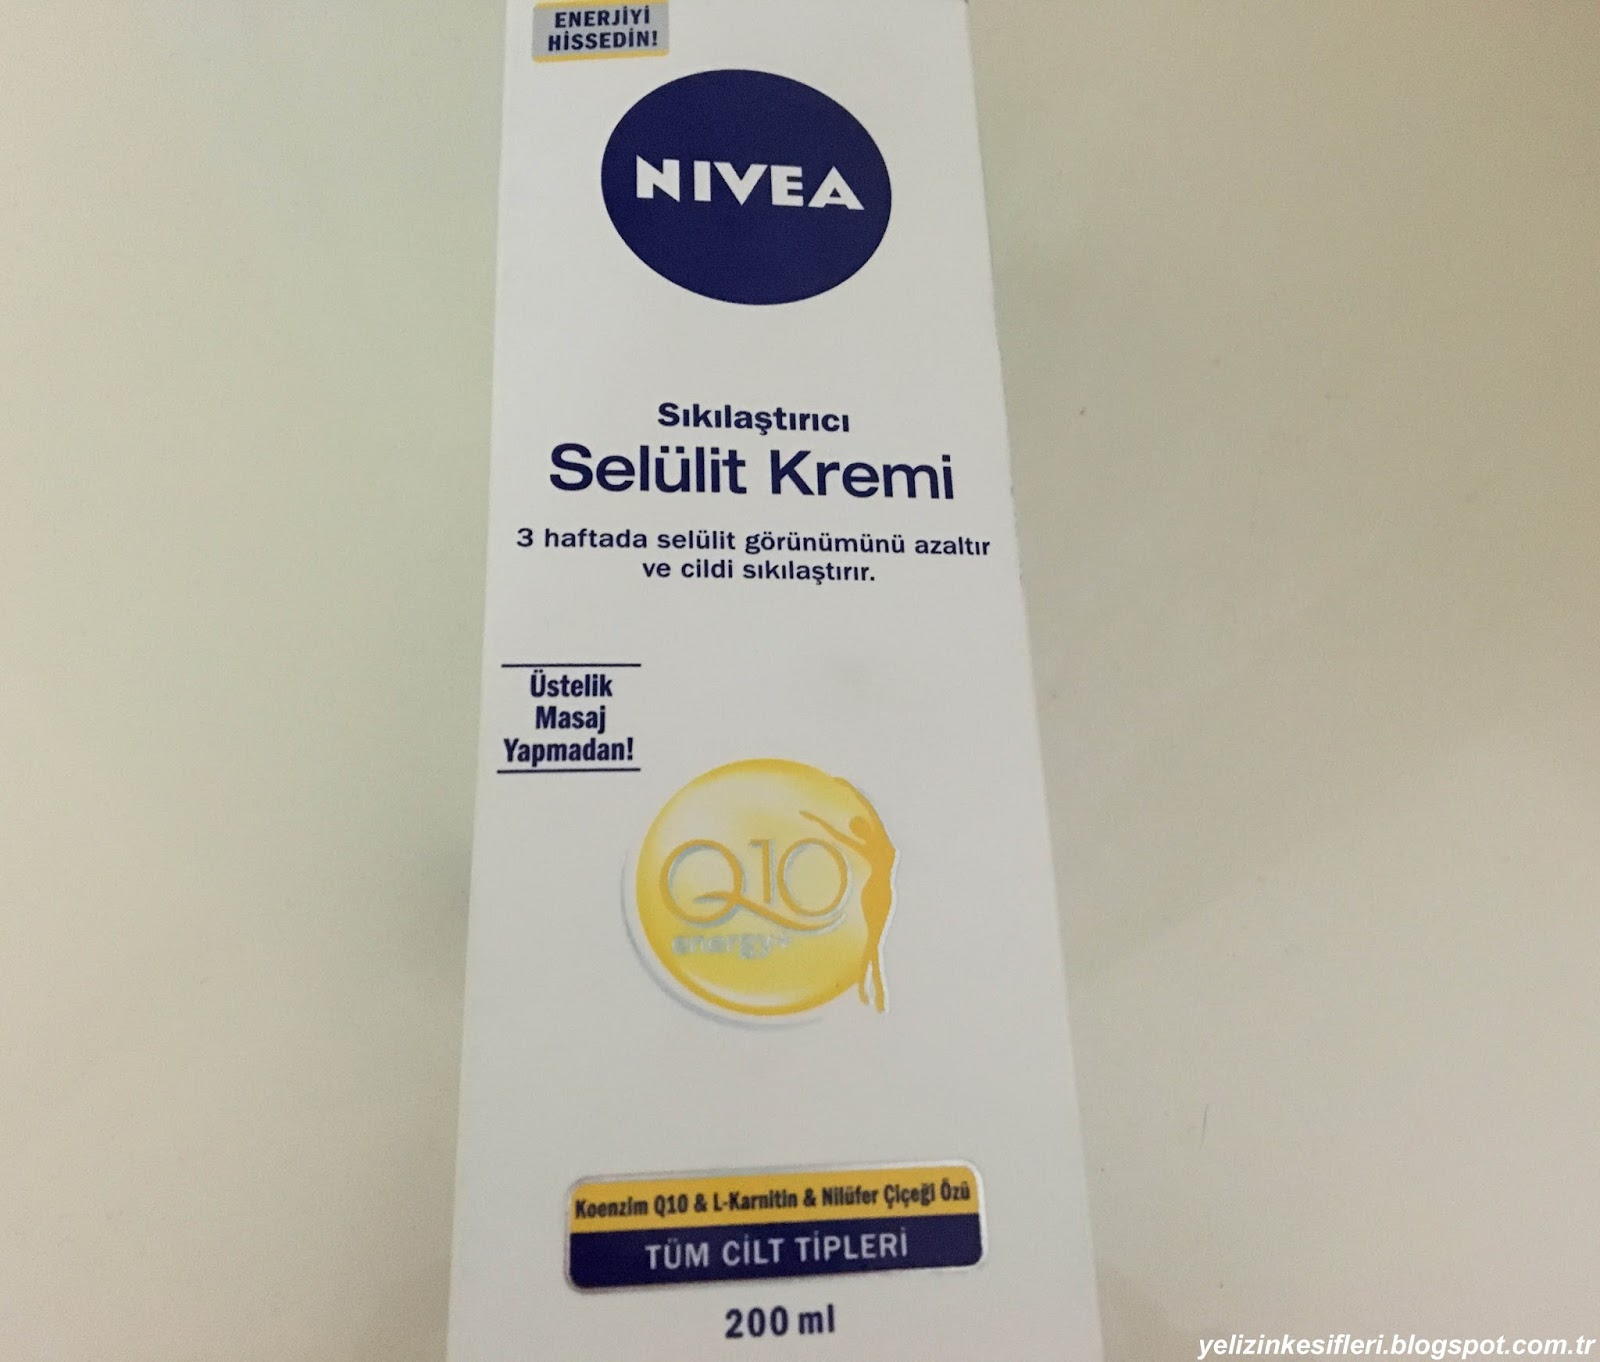 ENERJİYİ
HİSSEDİN!
NIVEA
Sıkılaştırıcı
Selülit Kremi
3 haftada selülit görünümünü azaltır
ve cildi sıkılaştırır.
Üstelik
Masaj
Yapmadan!
Q10
energy+
Koenzim Q10 & L-Karnitin & Nilüfer Çiçeği Özü
TÜM CİLT TİPLERİ
200 ml
yelizinkesifleri.blogspot.com.tr